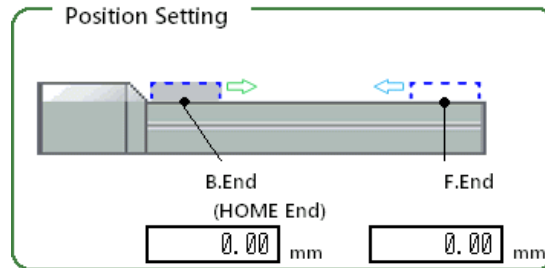 Position Setting
B.End
F.End
(HOME End)
0.00 mm
0.00 mm